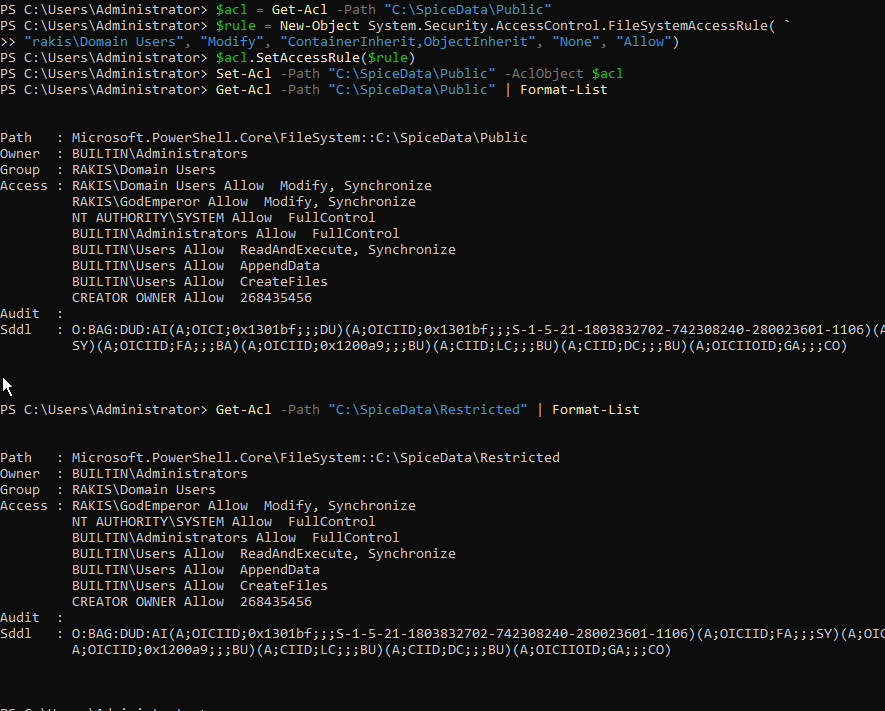 PS C:\Users\Administrator> $acl = Get-Acl -Path "C:\SpiceData\Public"
PS C:\Users\Administrator> $rule = New-Object System.Security.AccessControl.FileSystemAccessRule( `
>> "rakis\Domain Users", "Modify", "ContainerInherit,ObjectInherit", "None", "Allow")
PS C:\Users\Administrator> $acl.SetAccessRule($rule)
PS C:\Users\Administrator> Set-Acl -Path "C:\SpiceData\Public" -AclObject $acl
PS C:\Users\Administrator> Get-Acl -Path "C:\SpiceData\Public" | Format-List
Path   : Microsoft.PowerShell.Core\FileSystem::C:\SpiceData\Public
Owner  : BUILTIN\Administrators
Group  : RAKIS\Domain Users
Access : RAKIS\Domain Users Allow  Modify, Synchronize
RAKIS\GodEmperor Allow  Modify, Synchronize
NT AUTHORITY\SYSTEM Allow  FullControl
BUILTIN\Administrators Allow  FullControl
BUILTIN\Users Allow  ReadAndExecute, Synchronize
BUILTIN\Users Allow  AppendData
BUILTIN\Users Allow  CreateFiles
CREATOR OWNER Allow  268435456
Audit  :
Sddl   : O:BAG:DUD:AI(A;OICI;0x1301bf;;;DU)(A;OICIID;0x1301bf;;;S-1-5-21-1803832702-742308240-280023601-1106)(A
SY)(A;OICIID;FA;;;BA)(A;OICIID;0x1200a9;;;BU)(A;CIID;LC;;;BU)(A;CIID;DC;;;BU)(A;OICIIOID;GA;;;CO)
PS C:\Users\Administrator> Get-Acl -Path "C:\SpiceData\Restricted" | Format-List
Path   : Microsoft.PowerShell.Core\FileSystem::C:\SpiceData\Restricted
Owner  : BUILTIN\Administrators
Group  : RAKIS\Domain Users
Access : RAKIS\GodEmperor Allow  Modify, Synchronize
NT AUTHORITY\SYSTEM Allow  FullControl
BUILTIN\Administrators Allow  FullControl
BUILTIN\Users Allow  ReadAndExecute, Synchronize
BUILTIN\Users Allow  AppendData
BUILTIN\Users Allow  CreateFiles
CREATOR OWNER Allow  268435456
Audit  :
Sddl   : O:BAG:DUD:AI(A;OICIID;0x1301bf;;;S-1-5-21-1803832702-742308240-280023601-1106)(A;OICIID;FA;;;SY)(A;OIC
A;OICIID;0x1200a9;;;BU)(A;CIID;LC;;;BU)(A;CIID;DC;;;BU)(A;OICIIOID;GA;;;CO)